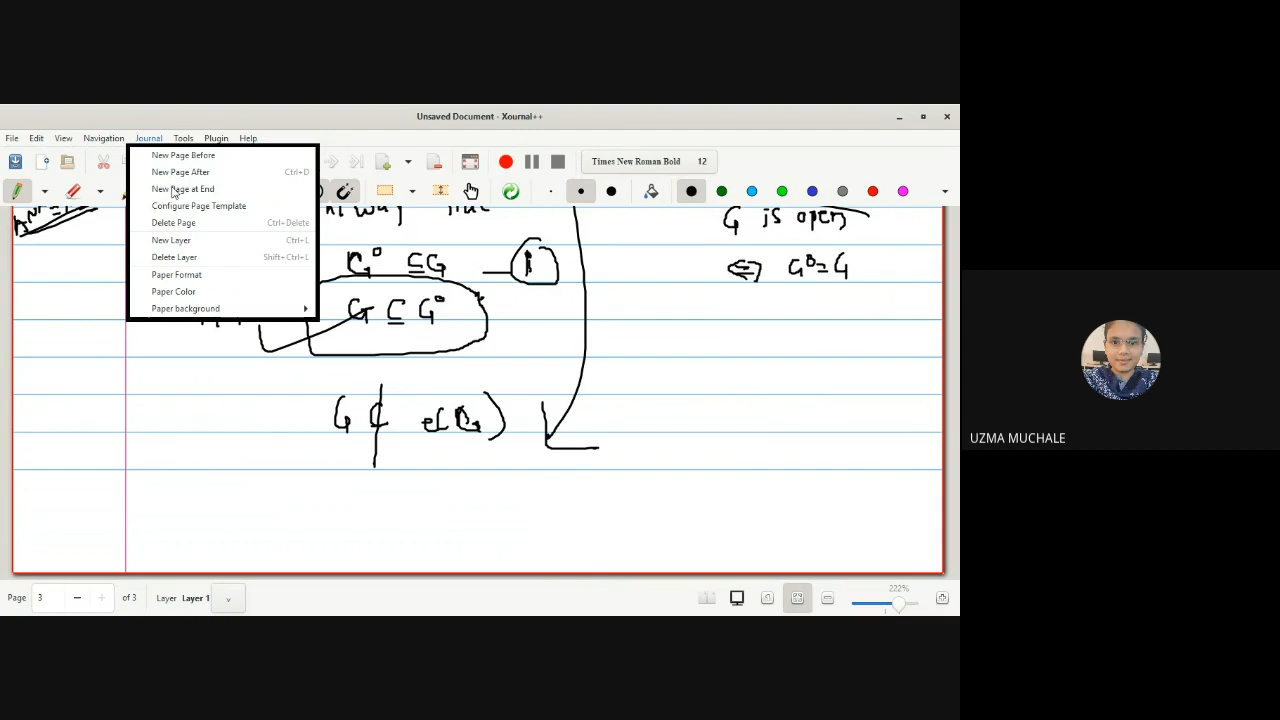 Unsaved Document - Xournal++
File Edit View Navigation Journal Tools Plugin Help
New Page Before
New Page After Ctrl+D
New Page at End
Configure Page Template
Delete Page Ctrl+Delete
New Layer Ctrl+L
Delete Layer Shift+Ctrl+L
Paper Format
Paper Color
Paper background
Times New Roman Bold 12
G is open
⇔ G°=G
G° ⊆ G
G ⊆ G°
UZMA MUCHALE
Page 3 of 3 Layer Layer 1
222%